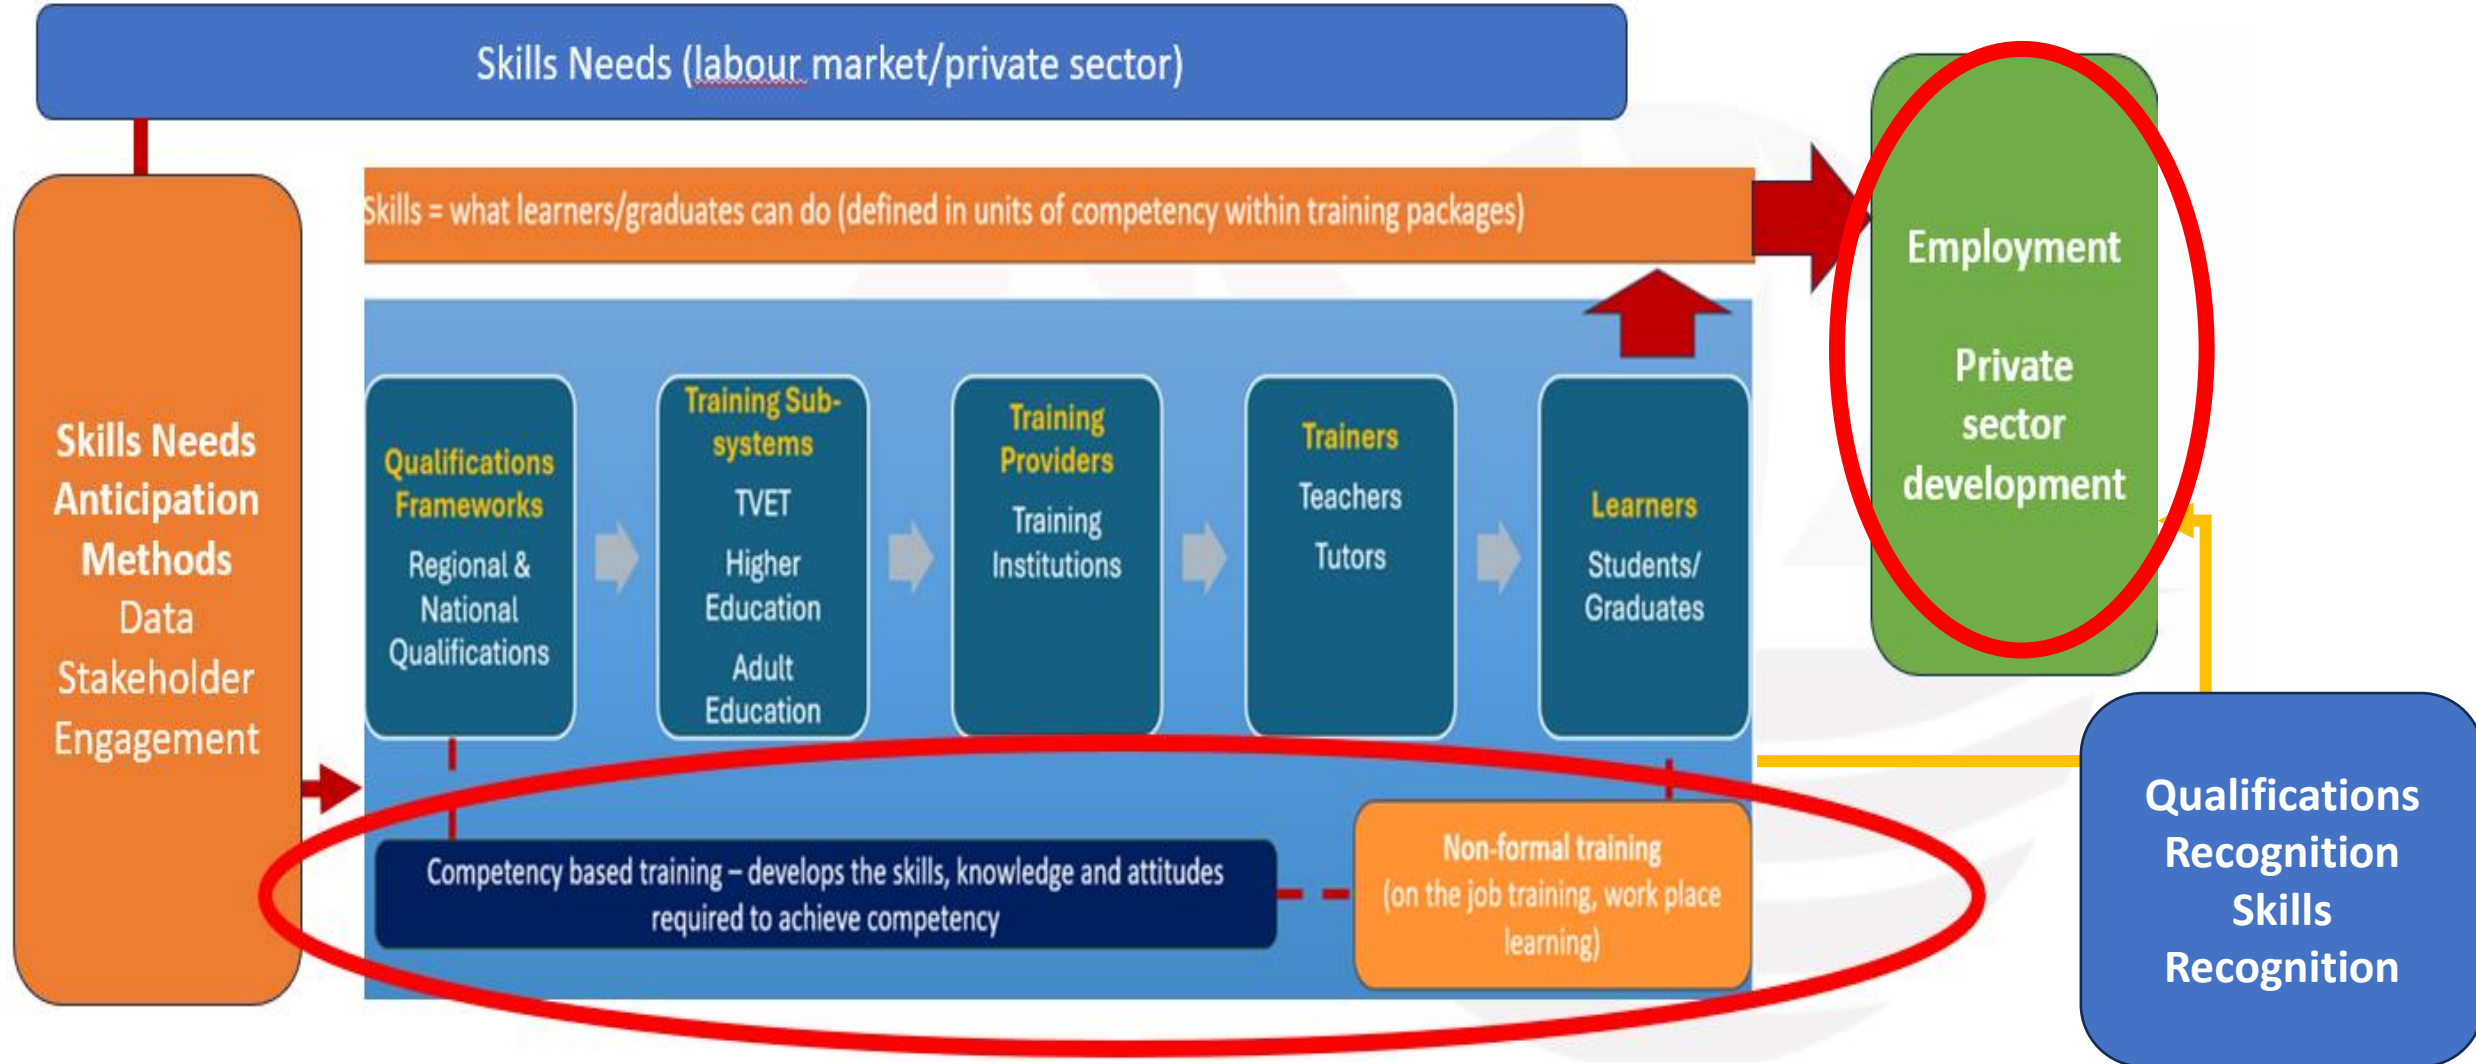 Skills Needs (labour market/private sector)
Skills = what learners/graduates can do (defined in units of competency within training packages)
Employment
Private
sector
development
Skills Needs
Anticipation
Methods
Data
Stakeholder
Engagement
Qualifications
Frameworks
Regional &
National
Qualifications
Training Sub-
systems
TVET
Higher
Education
Adult
Education
Training
Providers
Training
Institutions
Trainers
Teachers
Tutors
Learners
Students/
Graduates
Competency based training – develops the skills, knowledge and attitudes
required to achieve competency
Non-formal training
(on the job training, work place
learning)
Qualifications
Recognition
Skills
Recognition